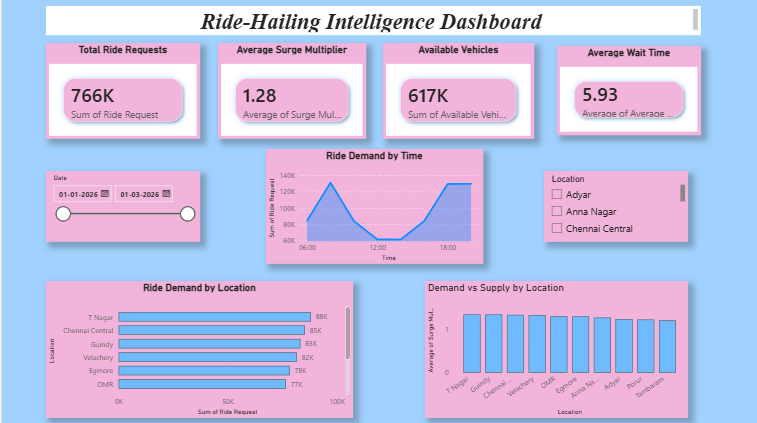 Ride-Hailing Intelligence Dashboard
Total Ride Requests
766K
Sum of Ride Request
Average Surge Multiplier
1.28
Average of Surge Mul...
Available Vehicles
617K
Sum of Available Vehi...
Average Wait Time
5.93
Average of Average ...
Date
01-01-2026
01-03-2026
Ride Demand by Time
Sum of Ride Request
140K
120K
100K
80K
60K
06:00
12:00
18:00
Time
Location
Adyar
Anna Nagar
Chennai Central
Ride Demand by Location
Location
T Nagar
88K
Chennai Central
85K
Guindy
83K
Velachery
82K
Egmore
78K
OMR
77K
0K
50K
100K
Sum of Ride Request
Demand vs Supply by Location
Average of Surge Mul...
1
0
T Nagar
Guindy
Chennai ...
Velachery
OMR
Egmore
Anna Na...
Adyar
Porur
Tambaram
Location